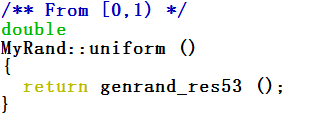 /** From [0,1) */
double
MyRand::uniform ()
{
  return genrand_res53 ();
}